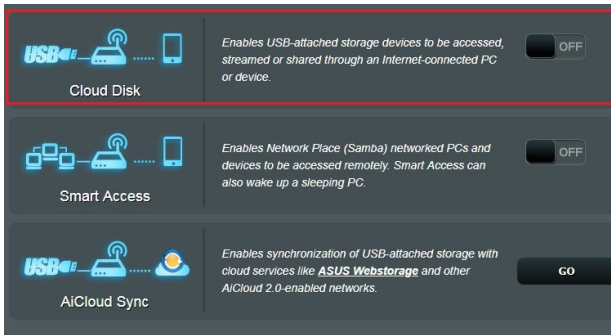 USB
Cloud Disk
Enables USB-attached storage devices to be accessed,
streamed or shared through an Internet-connected PC
or device.
OFF
Smart Access
Enables Network Place (Samba) networked PCs and
devices to be accessed remotely. Smart Access can
also wake up a sleeping PC.
OFF
USB
AiCloud Sync
Enables synchronization of USB-attached storage with
cloud services like ASUS Webstorage and other
AiCloud 2.0-enabled networks.
GO